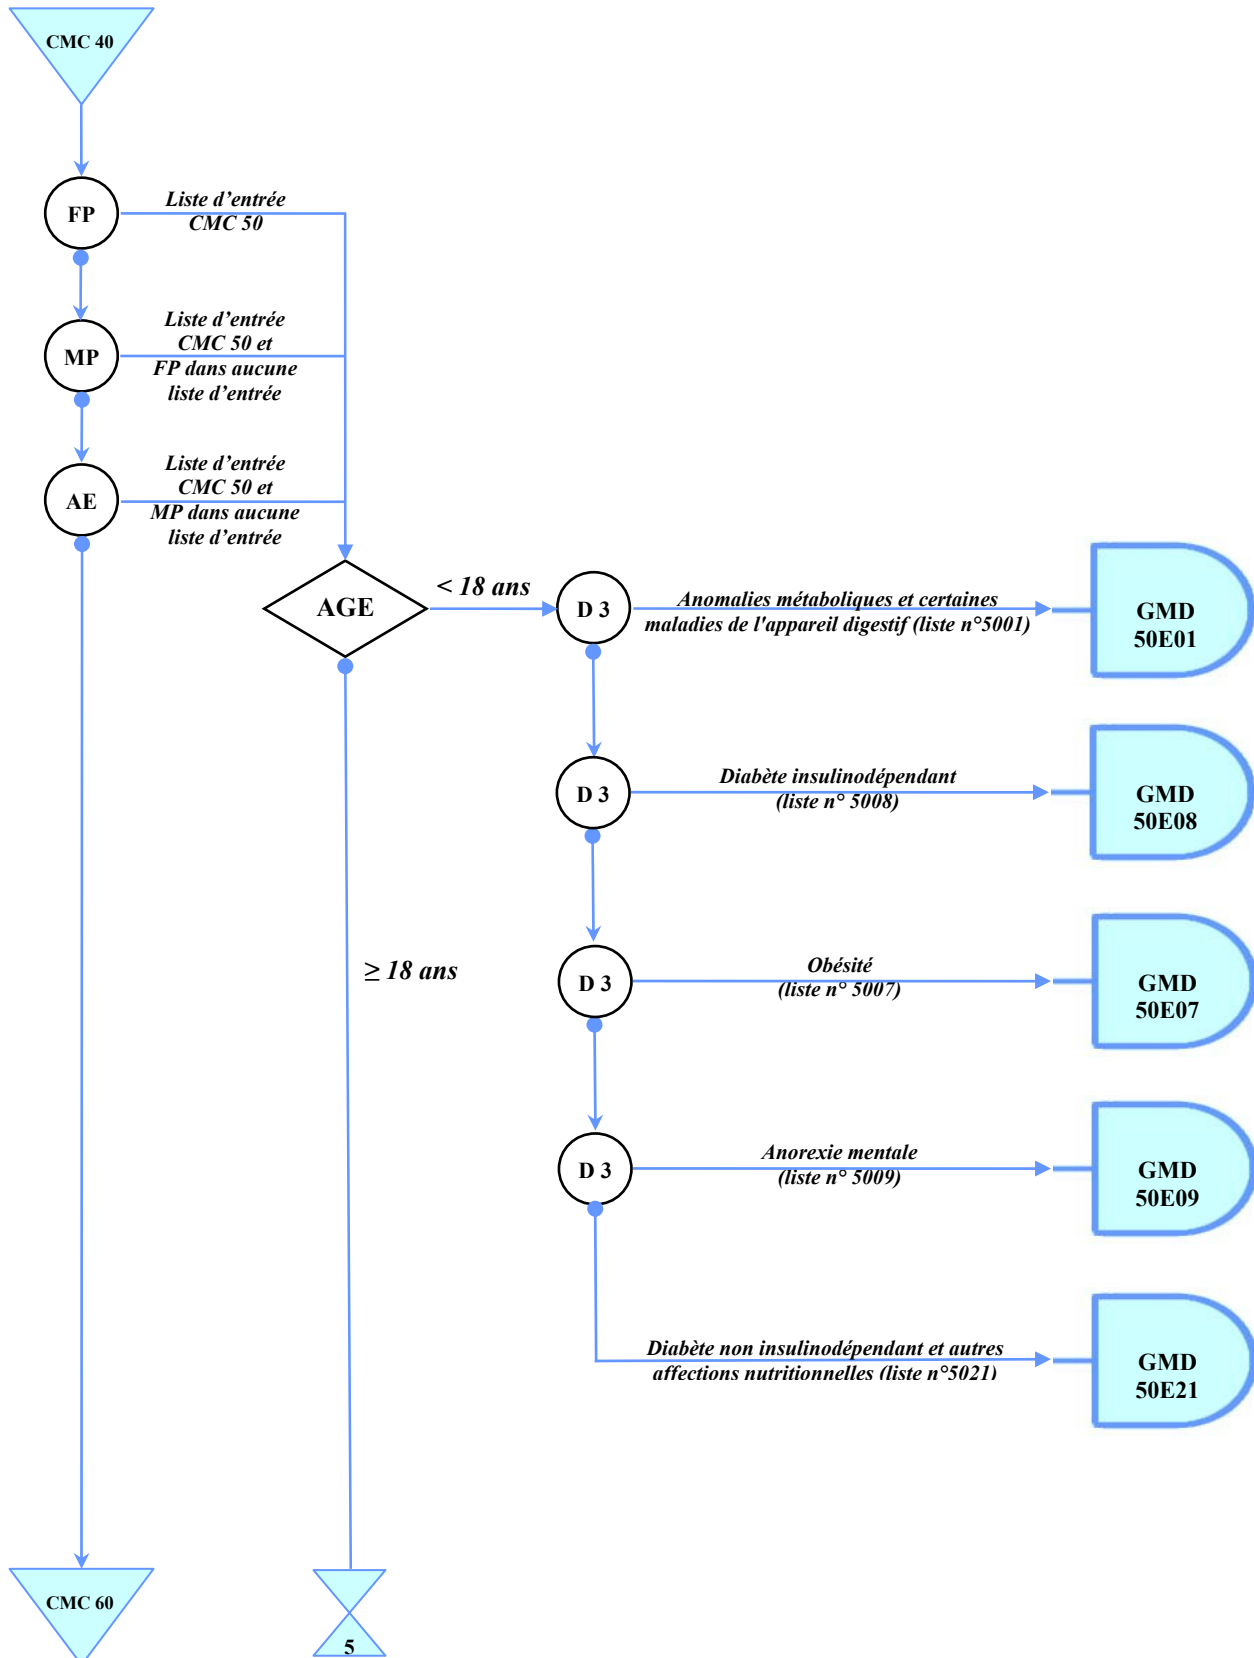 CMC 40
FP
Liste d'entrée
CMC 50
MP
Liste d'entrée
CMC 50 et
FP dans aucune
liste d'entrée
AE
Liste d'entrée
CMC 50 et
MP dans aucune
liste d'entrée
AGE
< 18 ans
D 3
Anomalies métaboliques et certaines
maladies de l'appareil digestif (liste n°5001)
GMD
50E01
D 3
Diabète insulinodépendant
(liste n° 5008)
GMD
50E08
≥ 18 ans
D 3
Obésité
(liste n° 5007)
GMD
50E07
D 3
Anorexie mentale
(liste n° 5009)
GMD
50E09
Diabète non insulinodépendant et autres
affections nutritionnelles (liste n°5021)
GMD
50E21
CMC 60
5